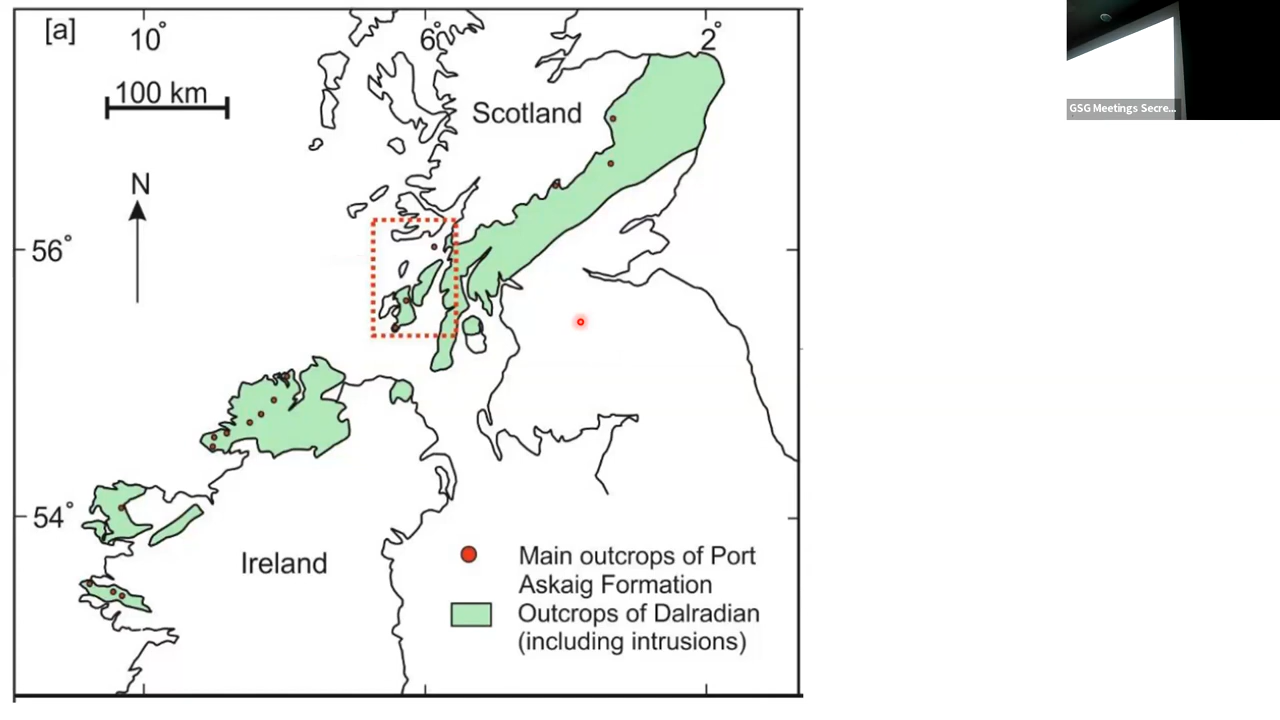 [a]
10°
6°
2°
100 km
Scotland
N
56°
54°
Ireland
Main outcrops of Port
Askaig Formation
Outcrops of Dalradian
(including intrusions)
GSG Meetings Secre...